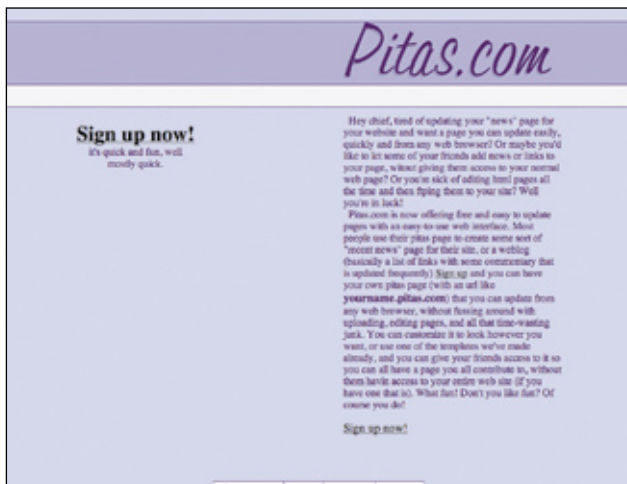 Pitas.com
Sign up now!
it's quick and fun, well
mostly quick.
Hey chief, tired of updating your "news" page for
your website and want a page you can update easily,
quickly and from any web browser? Or maybe you'd
like to let some of your friends add news or links to
your page, witout giving them access to your normal
web page? Or you're sick of editing html pages all
the time and then ftping them to your site? Well
you're in luck!
Pitas.com is now offering free and easy to update
pages with an easy-to-use web interface. Most
people use their pitas page to create some sort of
"recent news" page for their site, or a weblog
(basically a list of links with some commentary that
is updated frequently) Sign up and you can have
your own pitas page (with an url like
yourname.pitas.com) that you can update from
any web browser, without fussing around with
uploading, editing pages, and all that time-wasting
junk. You can customize it to look however you
want, or use one of the templates we've made
already, and you can give your friends access to it so
you can all have a page you all contribute to, without
them havin access to your entire web site (if you
have one that is). What fun! Don't you like fun? Of
course you do!
Sign up now!